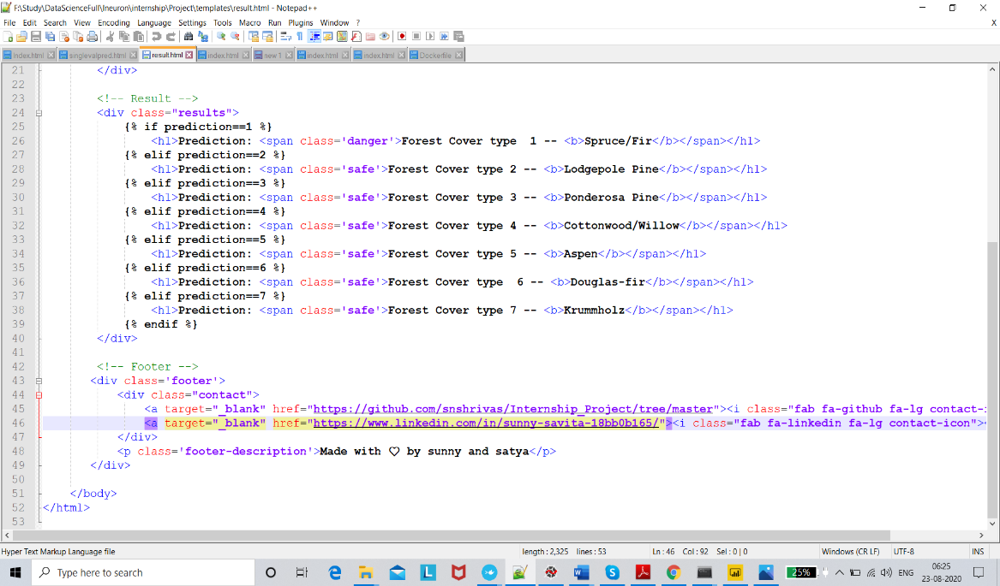 F:\Study\DataScienceFull\Ineuron\internship\Project\templates\result.html - Notepad++
File Edit Search View Encoding Language Settings Tools Macro Run Plugins Window ? X
index.html singlevalpred.html result.html index.html new 1 index.html index.html Dockerfile
21 </div>
22
23 <!-- Result -->
24 <div class="results">
25 {% if prediction==1 %}
26 <h1>Prediction: <span class='danger'>Forest Cover type  1 -- <b>Spruce/Fir</b></span></h1>
27 {% elif prediction==2 %}
28 <h1>Prediction: <span class='safe'>Forest Cover type 2 -- <b>Lodgepole Pine</b></span></h1>
29 {% elif prediction==3 %}
30 <h1>Prediction: <span class='safe'>Forest Cover type 3 -- <b>Ponderosa Pine</b></span></h1>
31 {% elif prediction==4 %}
32 <h1>Prediction: <span class='safe'>Forest Cover type 4 -- <b>Cottonwood/Willow</b></span></h1>
33 {% elif prediction==5 %}
34 <h1>Prediction: <span class='safe'>Forest Cover type 5 -- <b>Aspen</b></span></h1>
35 {% elif prediction==6 %}
36 <h1>Prediction: <span class='safe'>Forest Cover type  6 -- <b>Douglas-fir</b></span></h1>
37 {% elif prediction==7 %}
38 <h1>Prediction: <span class='safe'>Forest Cover type 7 -- <b>Krummholz</b></span></h1>
39 {% endif %}
40 </div>
41
42 <!-- Footer -->
43 <div class='footer'>
44 <div class="contact">
45 <a target="_blank" href="https://github.com/snshrivas/Internship_Project/tree/master"><i class="fab fa-github fa-lg contact-
46 <a target="_blank" href="https://www.linkedin.com/in/sunny-savita-18bb0b165/"><i class="fab fa-linkedin fa-lg contact-icon"><
47 </div>
48 <p class='footer-description'>Made with ♡ by sunny and satya</p>
49 </div>
50
51 </body>
52 </html>
53
Hyper Text Markup Language file length : 2,325 lines : 53 Ln : 46 Col : 92 Sel : 0 | 0 Windows (CR LF) UTF-8 INS
Type here to search 25% ENG 06:25
23-08-2020